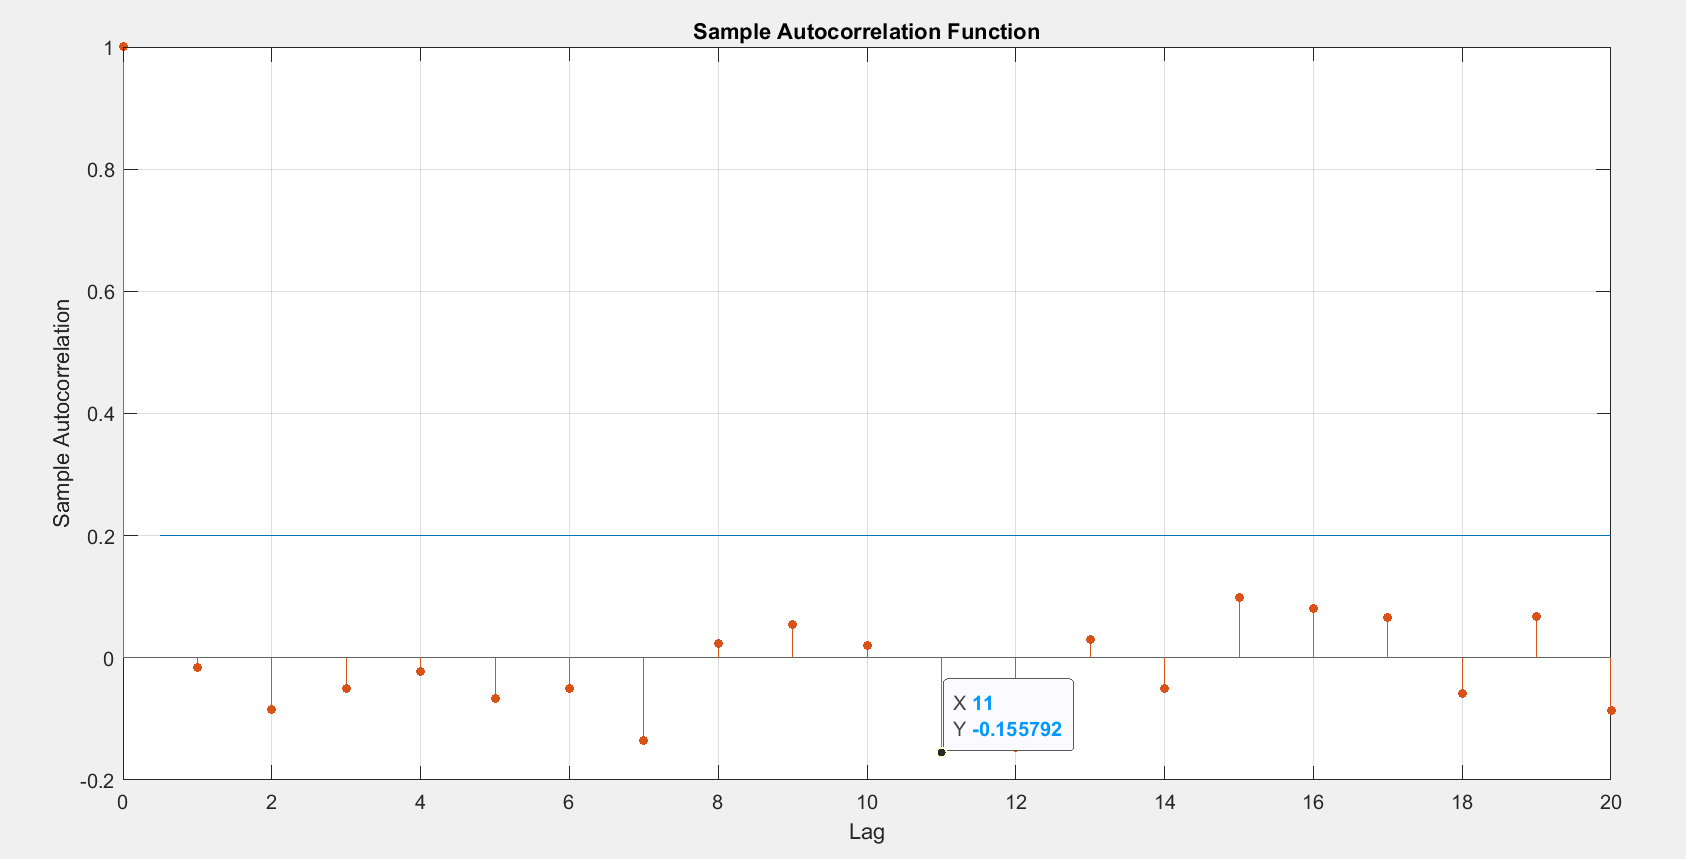 Sample Autocorrelation Function
1
0.8
0.6
0.4
0.2
0
-0.2
Sample Autocorrelation
X 11
Y -0.155792
0 2 4 6 8 10 12 14 16 18 20
Lag